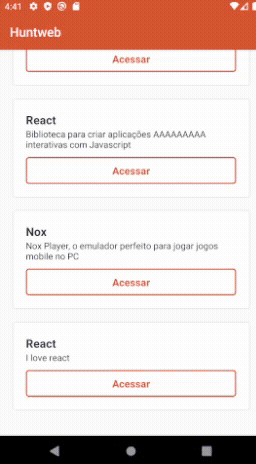 4:41
Huntweb
Acessar
React
Biblioteca para criar aplicações AAAAAAAAA
interativas com Javascript
Acessar
Nox
Nox Player, o emulador perfeito para jogar jogos
mobile no PC
Acessar
React
I love react
Acessar